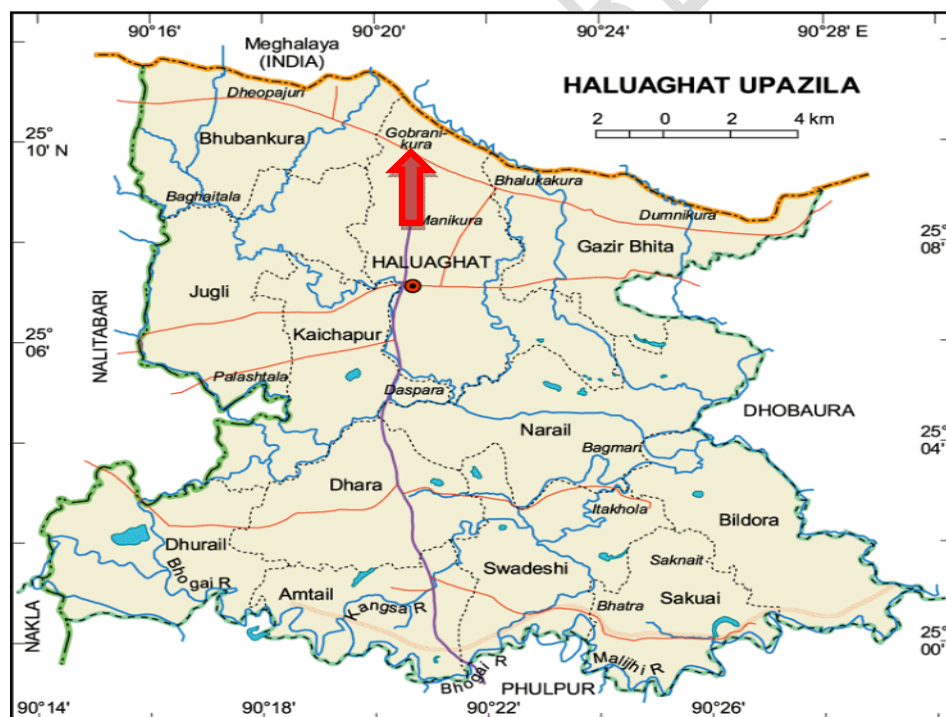 90°16'
90°20'
90°24'
90°28' E
Meghalaya
(INDIA)
HALUAGHAT UPAZILA
2 0 2 4 km
Dheopajuri
Bhubankura
Gobrani-
kura
25°
10' N
Bhalukakura
Baghaitala
Manikura
Dumnikura
Gazir Bhita
25°
08'
HALUAGHAT
Jugli
NALITABARI
Kaichapur
25°
06'
Palashtala
Daspara
DHOBAURA
Narail
Bagmari
25°
04'
Dhara
Itakhola
Bildora
Dhurail
Saknait
Bhogai R
Swadeshi
Amtail
Kangsa R
Bhatra
Sakuai
NAKLA
25°
00'
Bhogai R
Malijhi R
PHULPUR
90°14'
90°18'
90°22'
90°26'